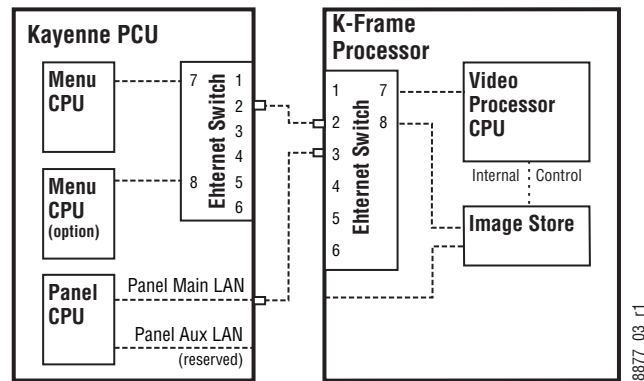 Kayenne PCU
Menu
CPU
7
8
1
2
3
4
5
6
Ehternet Switch
Menu
CPU
(option)
Panel
CPU
Panel Main LAN
Panel Aux LAN
(reserved)
K-Frame
Processor
1
2
3
4
5
6
7
8
Ehternet Switch
Video
Processor
CPU
Internal
Control
Image Store
8877_03_r1